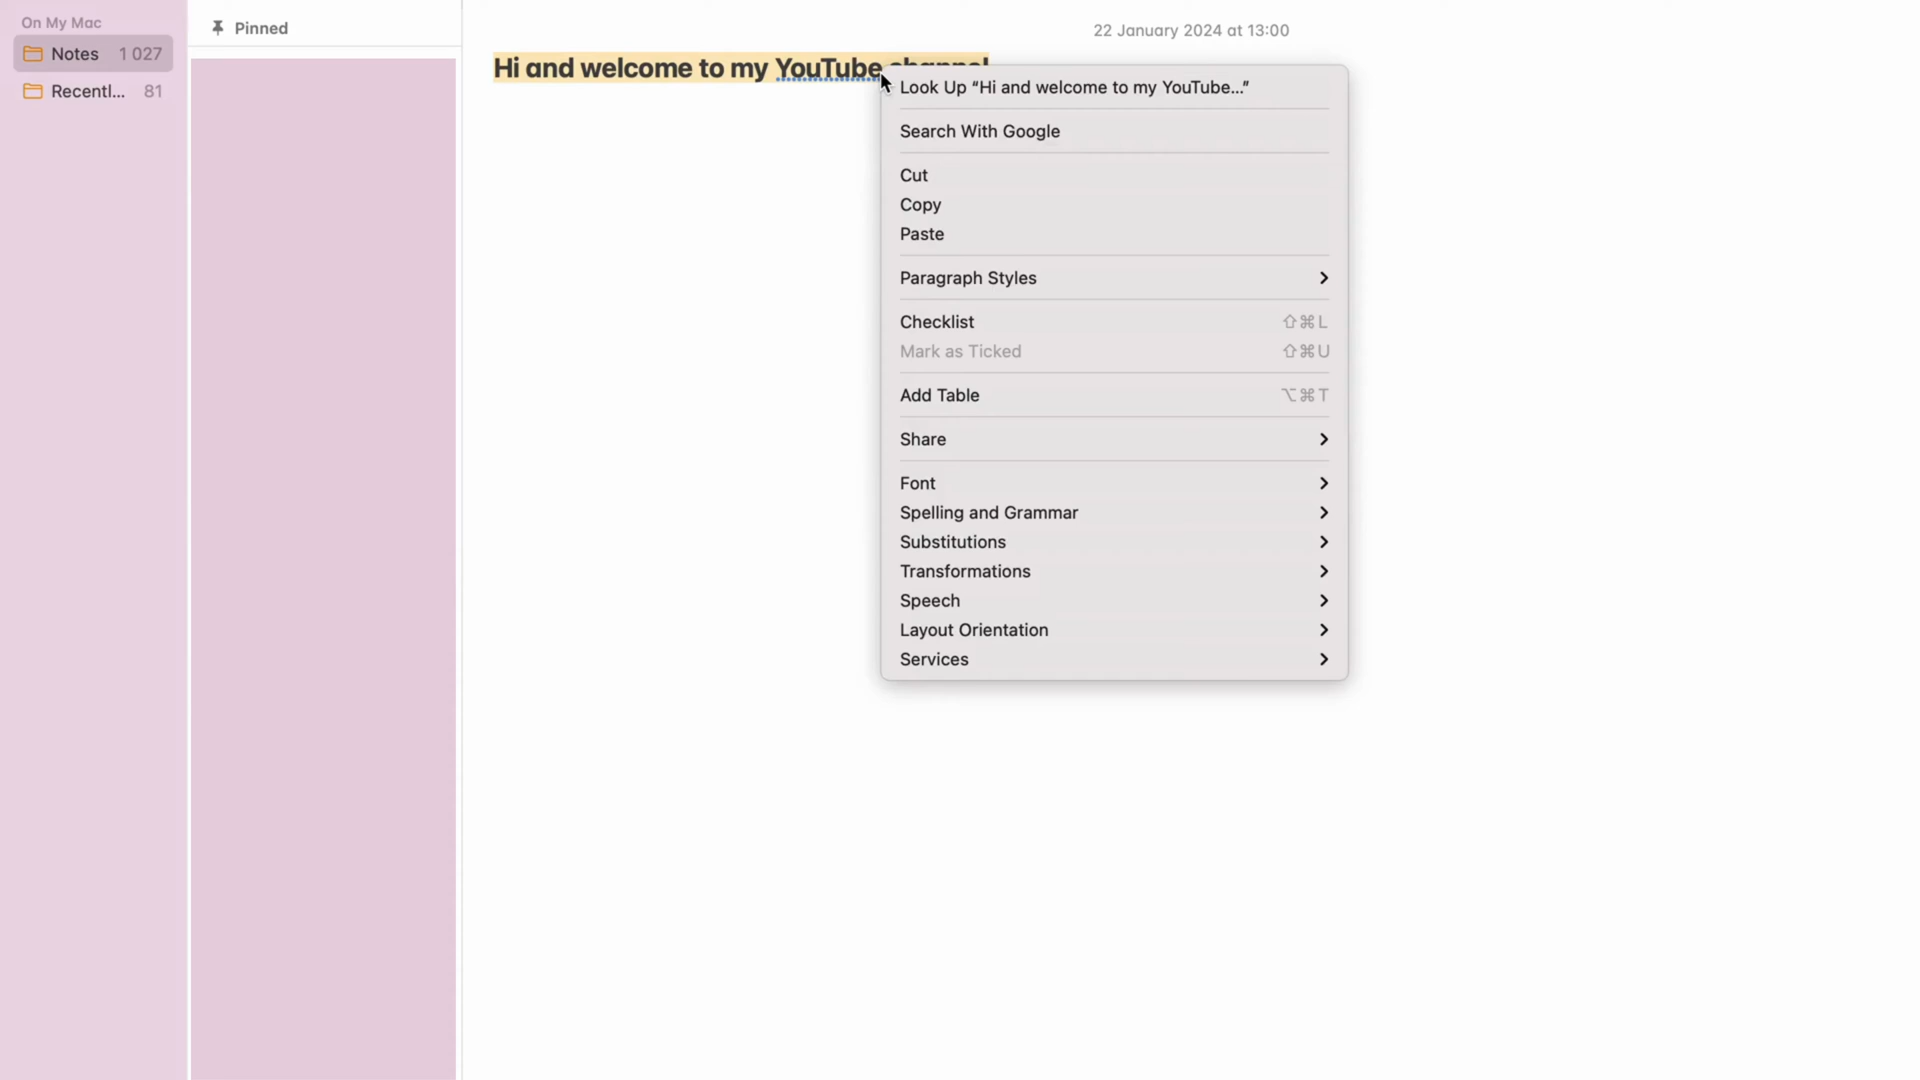 On My Mac
Notes 1 027
Recentl... 81
Pinned
22 January 2024 at 13:00
Hi and welcome to my YouTube
Look Up “Hi and welcome to my YouTube...”
Search With Google
Cut
Copy
Paste
Paragraph Styles
Checklist ⇧⌘L
Mark as Ticked ⇧⌘U
Add Table ⌥⌘T
Share
Font
Spelling and Grammar
Substitutions
Transformations
Speech
Layout Orientation
Services